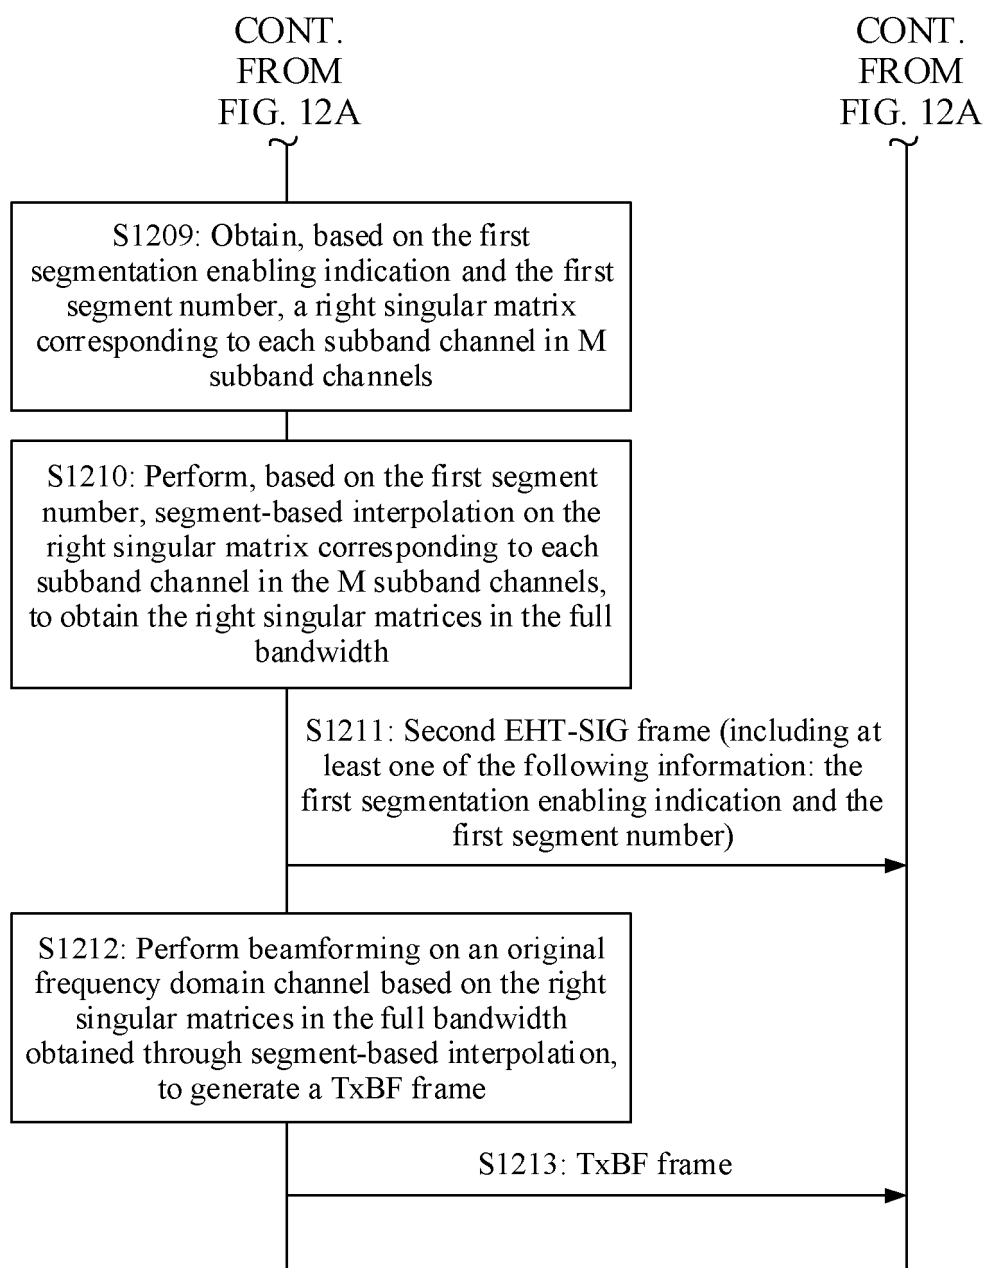 CONT.
FROM
FIG. 12A
CONT.
FROM
FIG. 12A
S1209: Obtain, based on the first
segmentation enabling indication and the first
segment number, a right singular matrix
corresponding to each subband channel in M
subband channels
S1210: Perform, based on the first segment
number, segment-based interpolation on the
right singular matrix corresponding to each
subband channel in the M subband channels,
to obtain the right singular matrices in the full
bandwidth
S1211: Second EHT-SIG frame (including at
least one of the following information: the
first segmentation enabling indication and the
first segment number)
S1212: Perform beamforming on an original
frequency domain channel based on the right
singular matrices in the full bandwidth
obtained through segment-based interpolation,
to generate a TxBF frame
S1213: TxBF frame